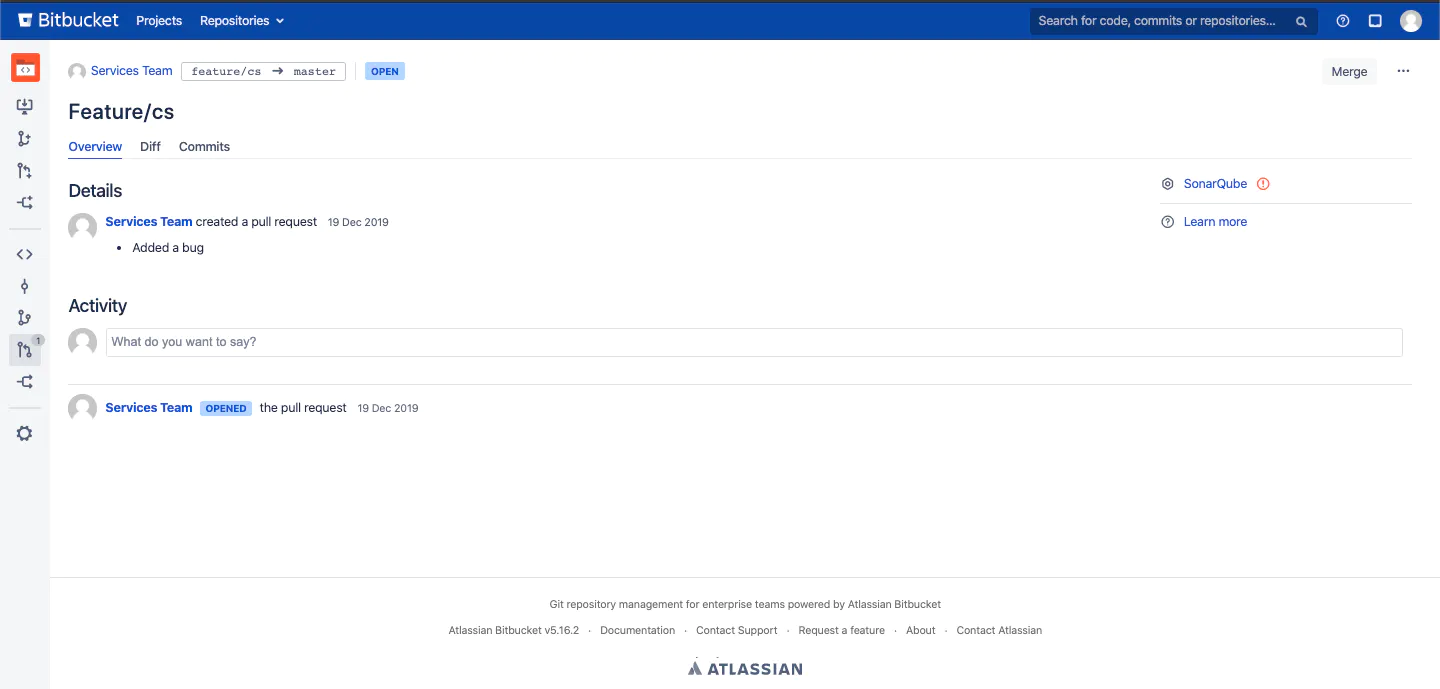 Bitbucket Projects Repositories Search for code, commits or repositories...
Services Team feature/cs → master OPEN Merge
Feature/cs
Overview Diff Commits
Details
SonarQube
Services Team created a pull request 19 Dec 2019
Learn more
• Added a bug
Activity
1
What do you want to say?
Services Team OPENED the pull request 19 Dec 2019
Git repository management for enterprise teams powered by Atlassian Bitbucket
Atlassian Bitbucket v5.16.2 · Documentation · Contact Support · Request a feature · About · Contact Atlassian
ATLASSIAN